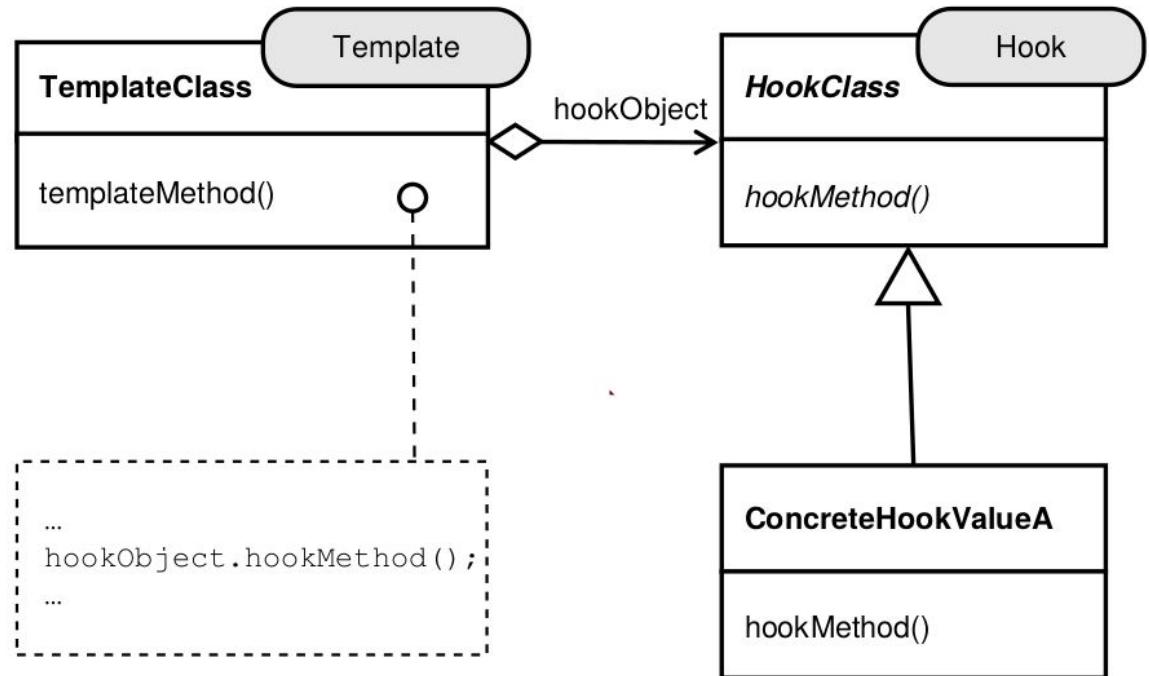 Template
TemplateClass
templateMethod()
hookObject
Hook
HookClass
hookMethod()
…
hookObject.hookMethod();
…
ConcreteHookValueA
hookMethod()